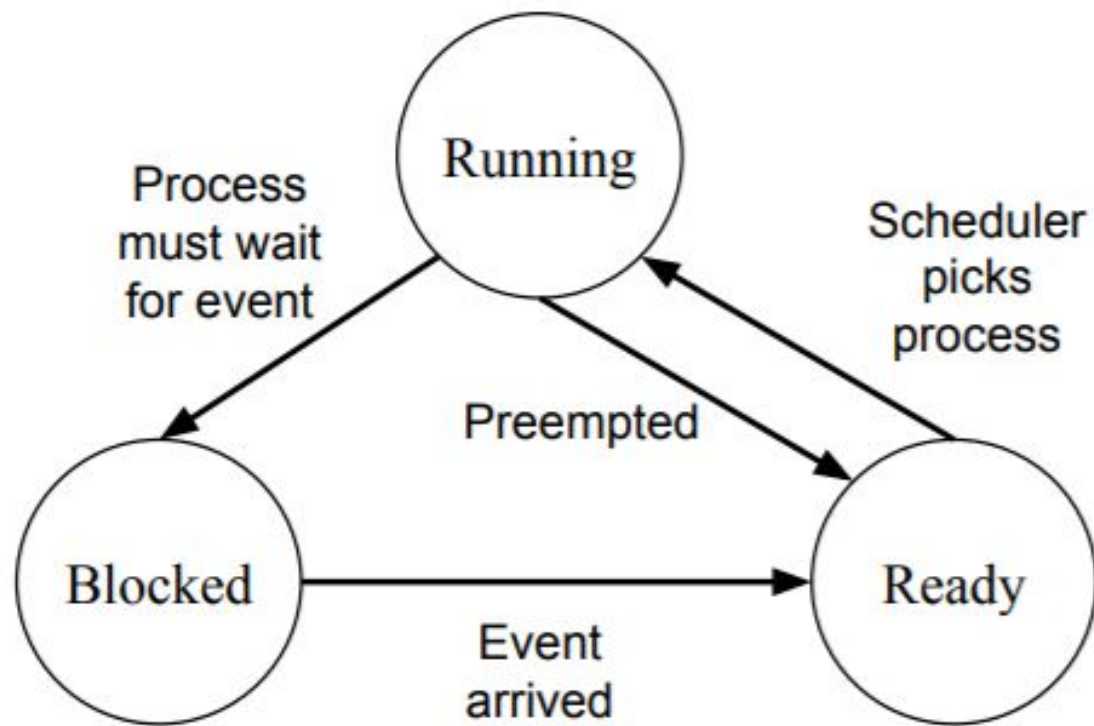 Running
Process
must wait
for event
Scheduler
picks
process
Preempted
Blocked
Ready
Event
arrived